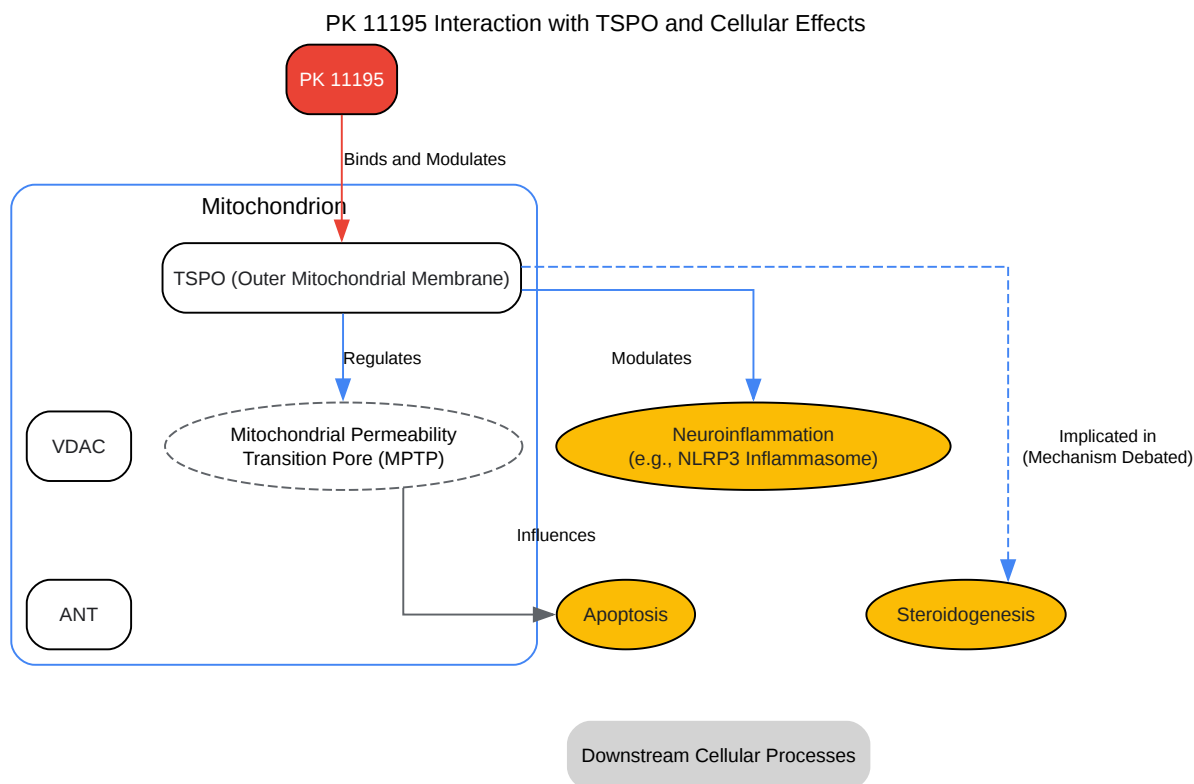 PK 11195 Interaction with TSPO and Cellular Effects
PK 11195
Binds and Modulates
Mitochondrion
TSPO (Outer Mitochondrial Membrane)
Regulates
Modulates
VDAC
Mitochondrial Permeability
Transition Pore (MPTP)
Neuroinflammation
(e.g., NLRP3 Inflammasome)
Implicated in
(Mechanism Debated)
Influences
ANT
Apoptosis
Steroidogenesis
Downstream Cellular Processes